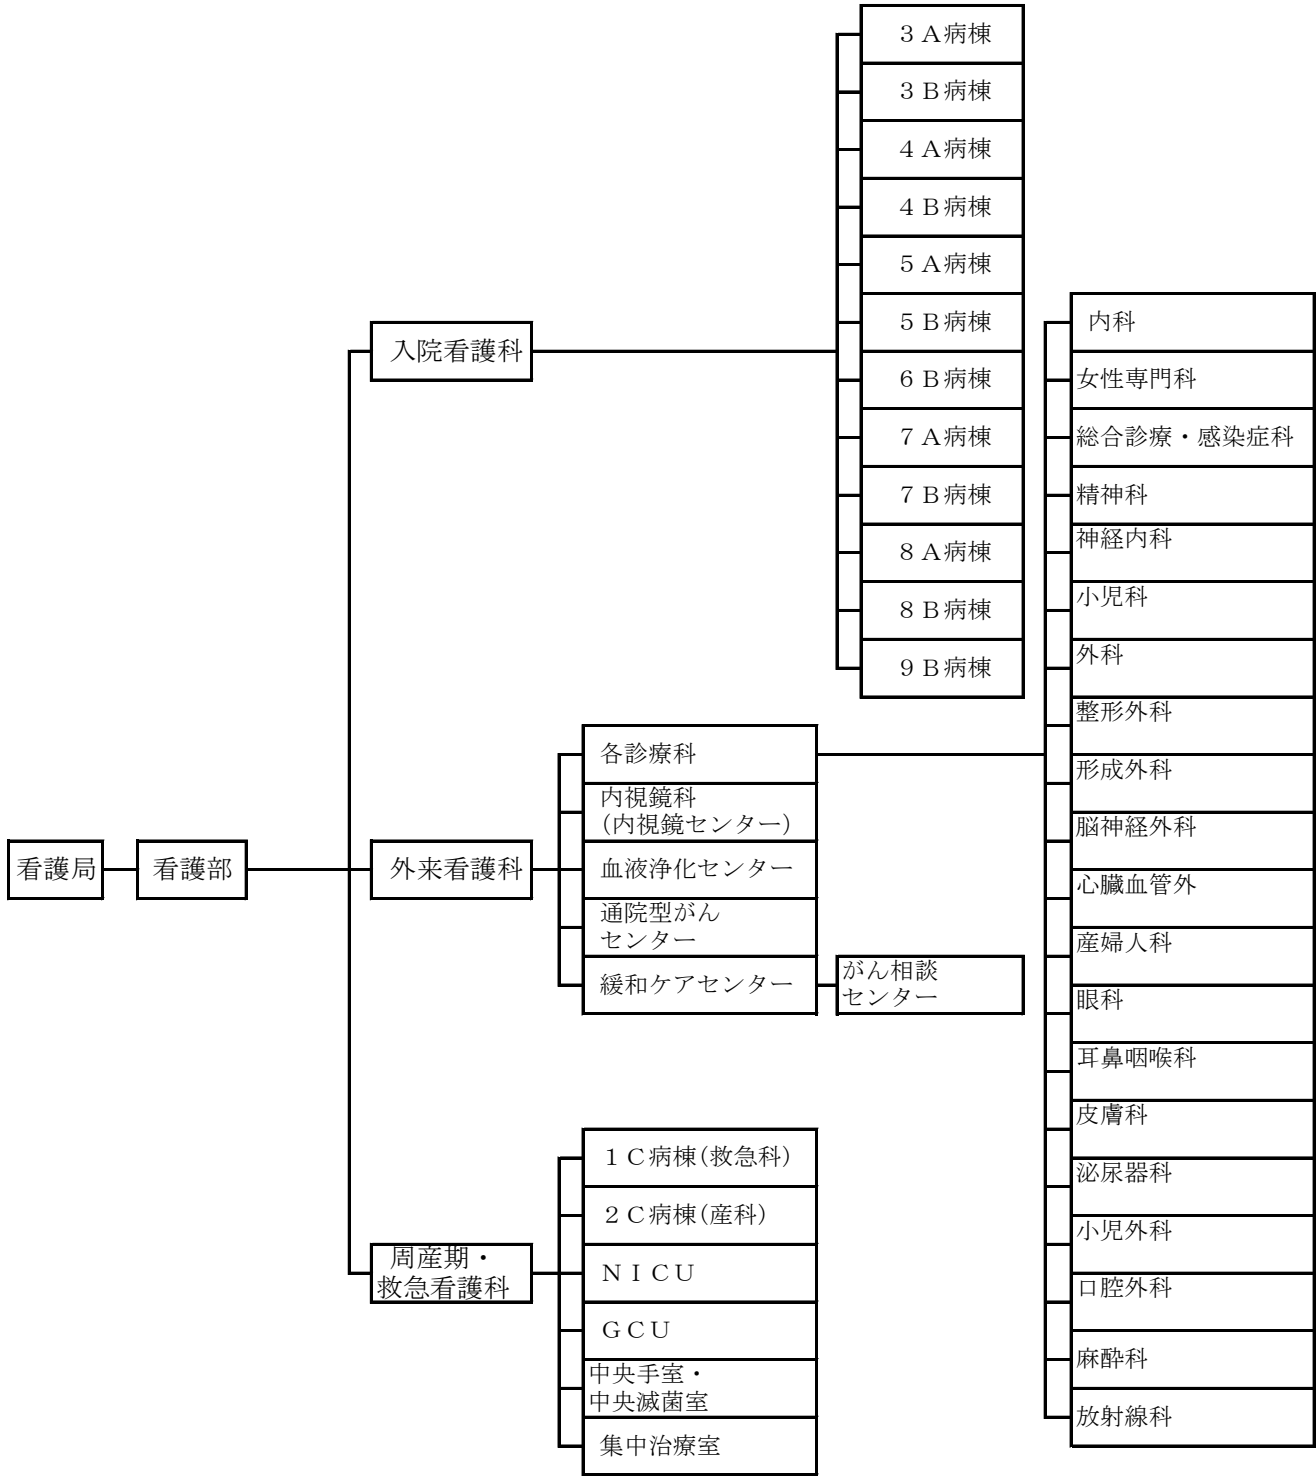 看護局
看護部
入院看護科
３Ａ病棟
３Ｂ病棟
４Ａ病棟
４Ｂ病棟
５Ａ病棟
５Ｂ病棟
６Ｂ病棟
７Ａ病棟
７Ｂ病棟
８Ａ病棟
８Ｂ病棟
９Ｂ病棟
外来看護科
各診療科
内視鏡科
(内視鏡センター)
血液浄化センター
通院型がん
センター
緩和ケアセンター
がん相談
センター
内科
女性専門科
総合診療・感染症科
精神科
神経内科
小児科
外科
整形外科
形成外科
脳神経外科
心臓血管外
産婦人科
眼科
耳鼻咽喉科
皮膚科
泌尿器科
小児外科
口腔外科
麻酔科
放射線科
周産期・
救急看護科
１Ｃ病棟(救急科)
２Ｃ病棟(産科)
ＮＩＣＵ
ＧＣＵ
中央手室・
中央滅菌室
集中治療室